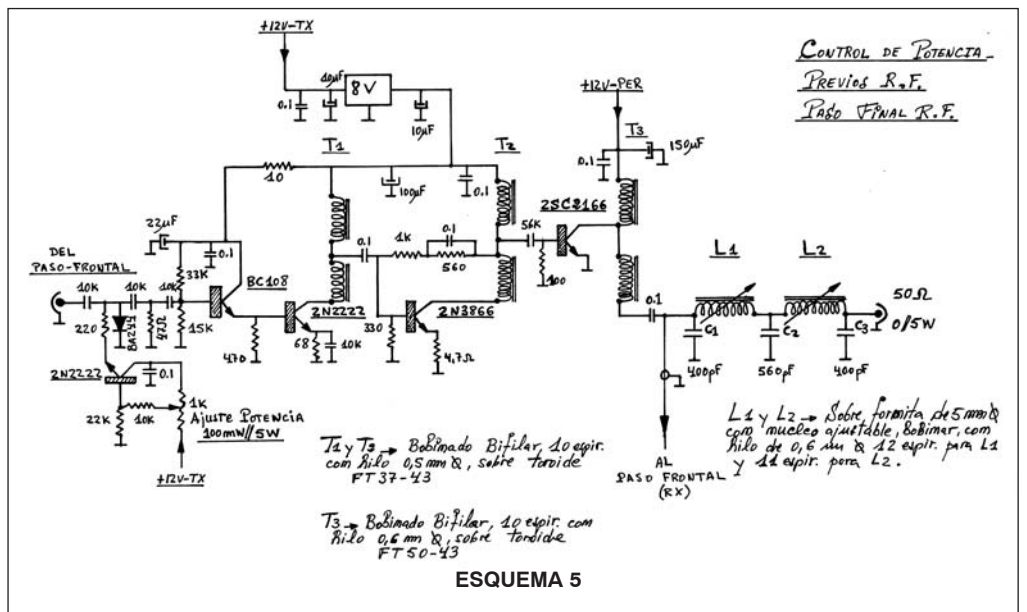 CONTROL DE POTENCIA
PREVIOS R.F.
PASO FINAL R.F.
+12V-TX
8V
0.1
10µF
10µF
+12V-PER
T3
150µF
0.1
T1
T2
10
100µF
0.1
2SC2166
22µF
0.1
56K
100
DEL
PASO-FRONTAL
33K
BC108
0.1
1K
0.1
560
L1
L2
10K
10K
10K
2N2222
2N3866
0.1
50Ω
0/5W
220
BA244
47Ω
15K
470
68
10K
330
4,7Ω
C1
C2
C3
400pF
560pF
400pF
2N2222
0.1
22K
10K
1K
Ajuste Potencia
100mW//5W
+12V-TX
L1 y L2 → Sobre, formita de 5mmØ
con nucleo ajustable, Bobimar, con
hilo de 0,6 mm Ø 12 espir. para L1
y 11 espir. para L2.
AL
PASO FRONTAL
(RX)
T1 y T3 → Bobimado Bifilar, 10 espir.
con hilo 0,5mm Ø, sobre toroide
FT37-43
T3 → Bobimado Bifilar, 10 espir. com
hilo 0,6 mm Ø, sobre toroide
FT50-43
ESQUEMA 5